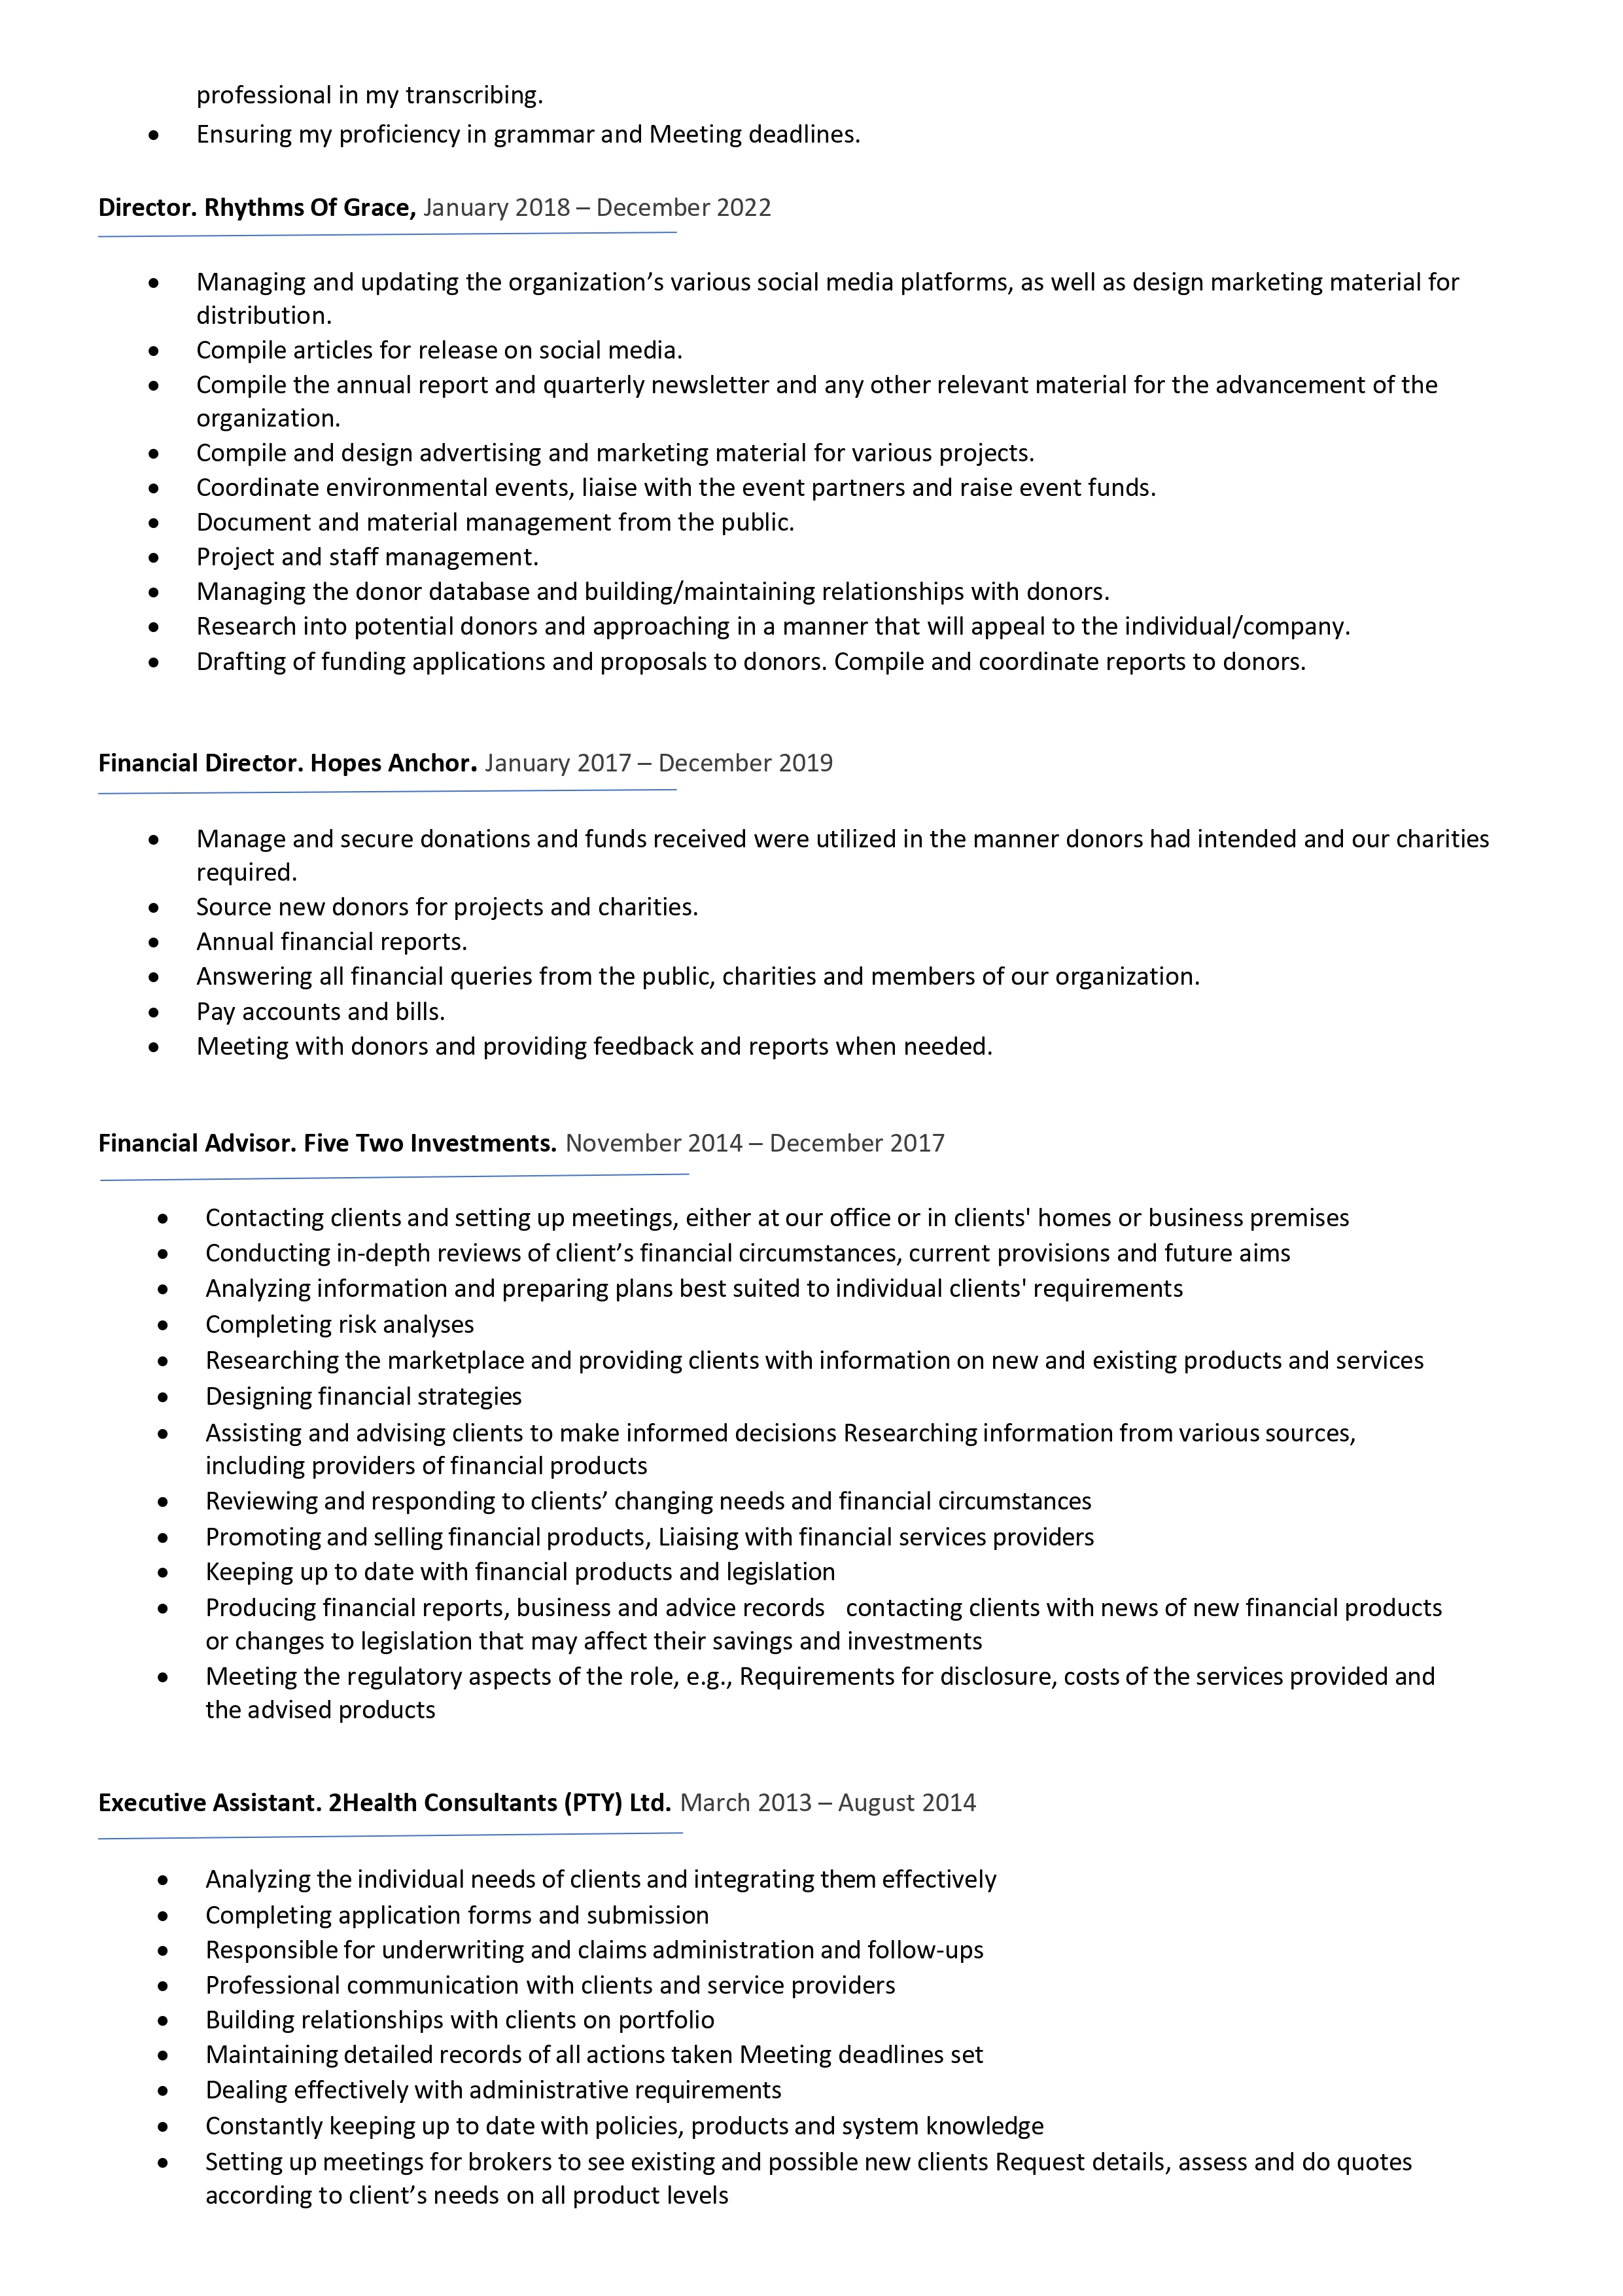 professional in my transcribing.
• Ensuring my proficiency in grammar and Meeting deadlines.
Director. Rhythms Of Grace, January 2018 – December 2022
• Managing and updating the organization’s various social media platforms, as well as design marketing material for
distribution.
• Compile articles for release on social media.
• Compile the annual report and quarterly newsletter and any other relevant material for the advancement of the
organization.
• Compile and design advertising and marketing material for various projects.
• Coordinate environmental events, liaise with the event partners and raise event funds.
• Document and material management from the public.
• Project and staff management.
• Managing the donor database and building/maintaining relationships with donors.
• Research into potential donors and approaching in a manner that will appeal to the individual/company.
• Drafting of funding applications and proposals to donors. Compile and coordinate reports to donors.
Financial Director. Hopes Anchor. January 2017 – December 2019
• Manage and secure donations and funds received were utilized in the manner donors had intended and our charities
required.
• Source new donors for projects and charities.
• Annual financial reports.
• Answering all financial queries from the public, charities and members of our organization.
• Pay accounts and bills.
• Meeting with donors and providing feedback and reports when needed.
Financial Advisor. Five Two Investments. November 2014 – December 2017
• Contacting clients and setting up meetings, either at our office or in clients' homes or business premises
• Conducting in-depth reviews of client’s financial circumstances, current provisions and future aims
• Analyzing information and preparing plans best suited to individual clients' requirements
• Completing risk analyses
• Researching the marketplace and providing clients with information on new and existing products and services
• Designing financial strategies
• Assisting and advising clients to make informed decisions Researching information from various sources,
including providers of financial products
• Reviewing and responding to clients’ changing needs and financial circumstances
• Promoting and selling financial products, Liaising with financial services providers
• Keeping up to date with financial products and legislation
• Producing financial reports, business and advice records   contacting clients with news of new financial products
or changes to legislation that may affect their savings and investments
• Meeting the regulatory aspects of the role, e.g., Requirements for disclosure, costs of the services provided and
the advised products
Executive Assistant. 2Health Consultants (PTY) Ltd. March 2013 – August 2014
• Analyzing the individual needs of clients and integrating them effectively
• Completing application forms and submission
• Responsible for underwriting and claims administration and follow-ups
• Professional communication with clients and service providers
• Building relationships with clients on portfolio
• Maintaining detailed records of all actions taken Meeting deadlines set
• Dealing effectively with administrative requirements
• Constantly keeping up to date with policies, products and system knowledge
• Setting up meetings for brokers to see existing and possible new clients Request details, assess and do quotes
according to client’s needs on all product levels